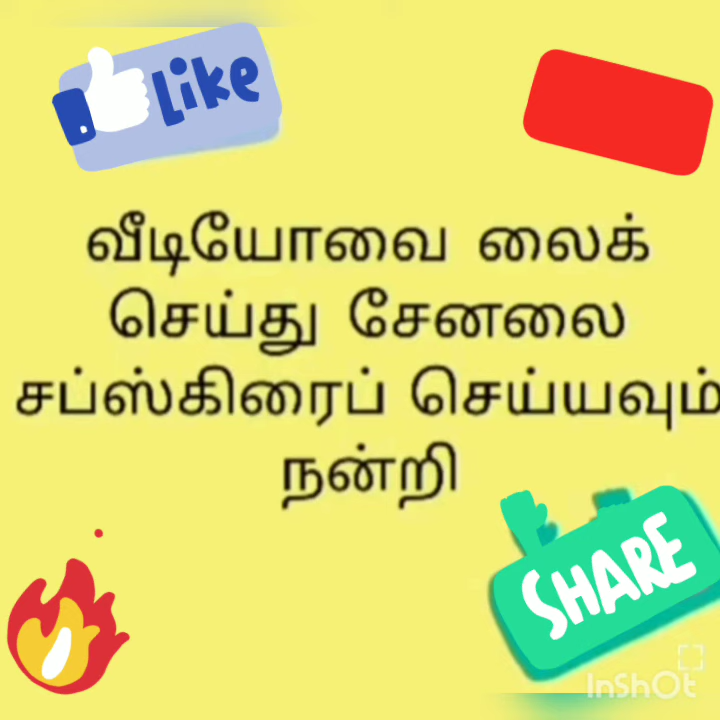 Like
வீடியோவை லைக்
செய்து சேனலை
சப்ஸ்கிரைப் செய்யவும்
நன்றி
SHARE
InShOt